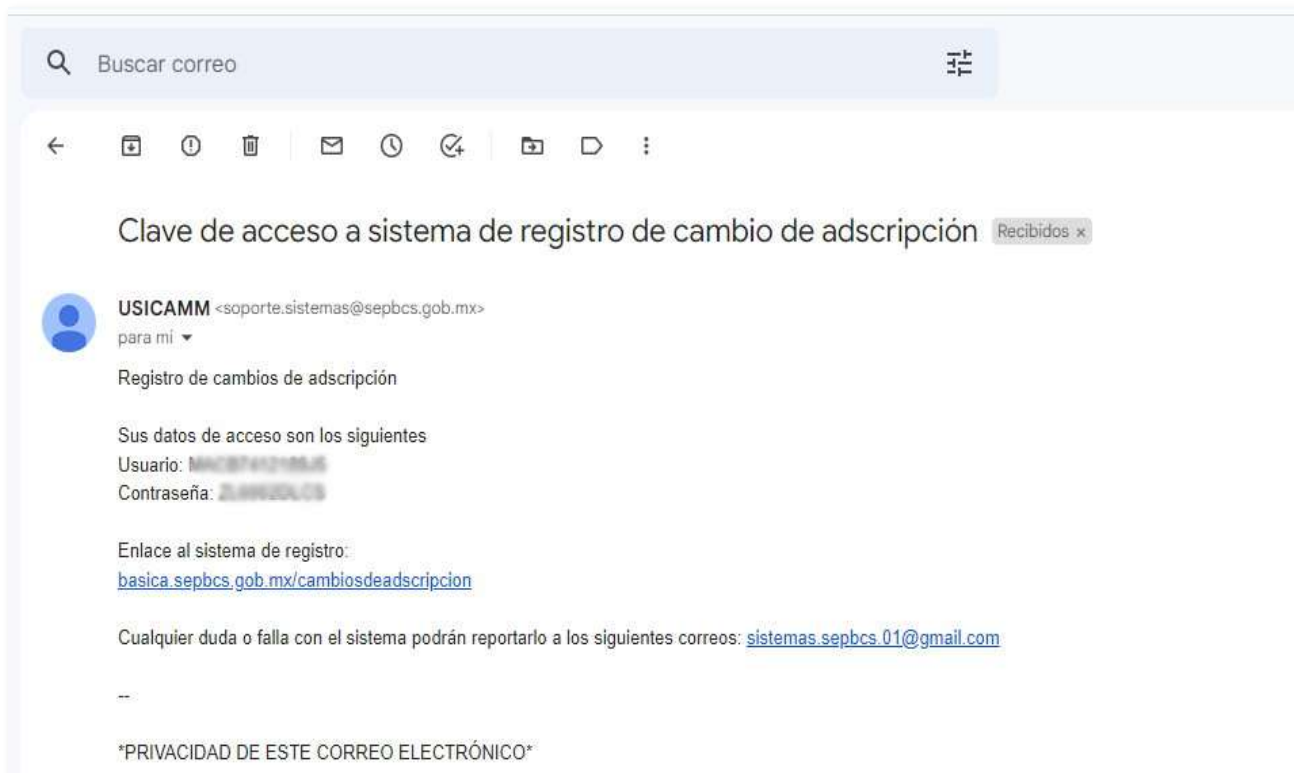 Buscar correo
Clave de acceso a sistema de registro de cambio de adscripción Recibidos x
USICAMM <soporte.sistemas@sepbcs.gob.mx>
para mí
Registro de cambios de adscripción
Sus datos de acceso son los siguientes
Usuario:
Contraseña:
Enlace al sistema de registro:
basica.sepbcs.gob.mx/cambiosdeadscripcion
Cualquier duda o falla con el sistema podrán reportarlo a los siguientes correos: sistemas.sepbcs.01@gmail.com
--
*PRIVACIDAD DE ESTE CORREO ELECTRÓNICO*